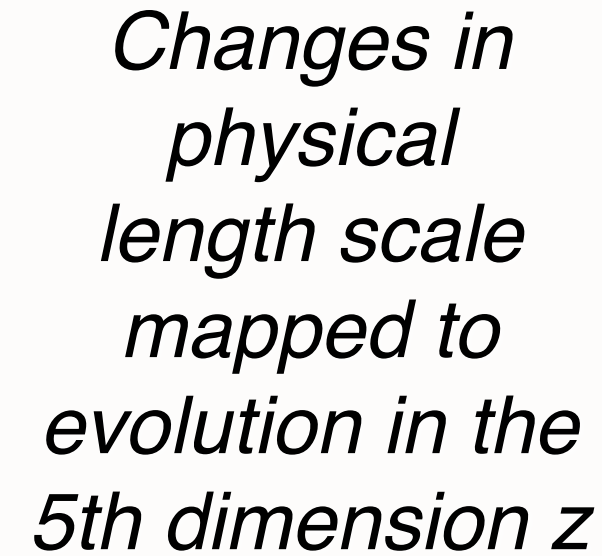 Changes in
physical
length scale
mapped to
evolution in the
5th dimension z